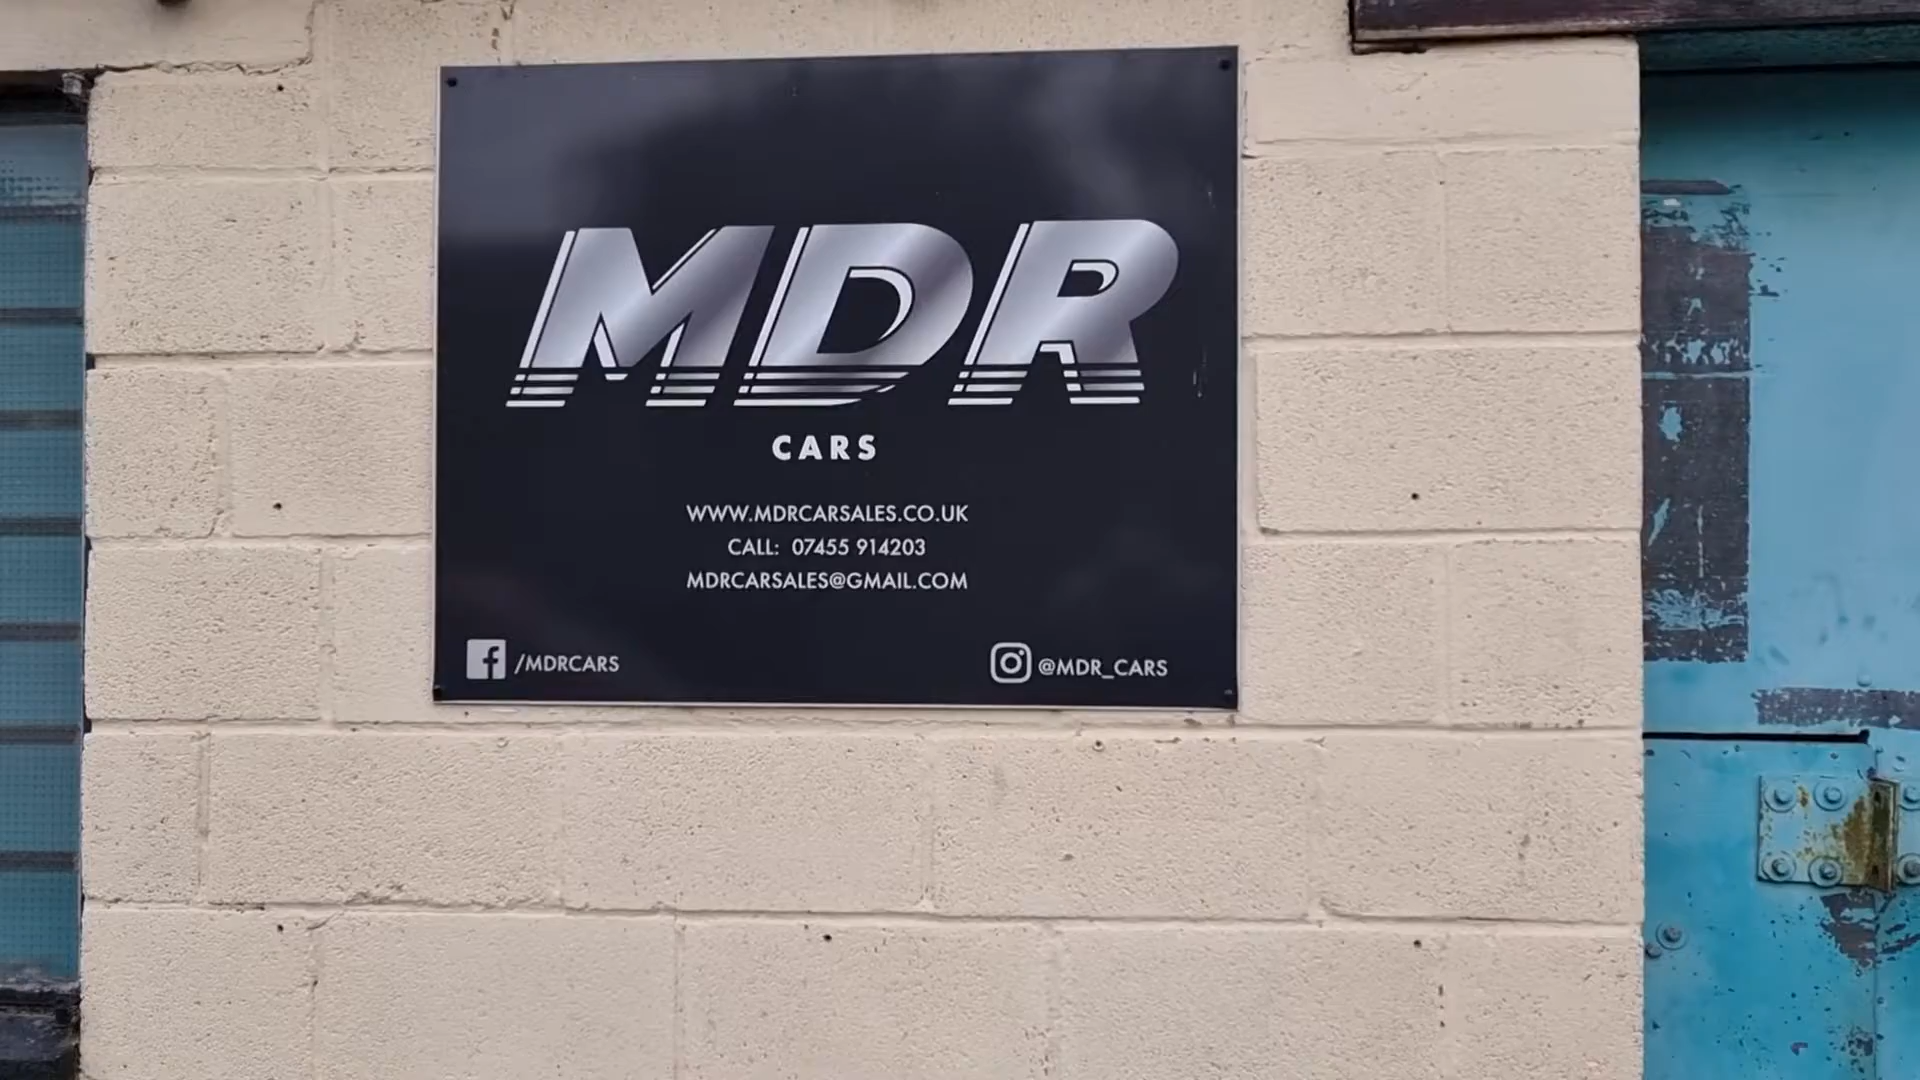 MDR
CARS
WWW.MDRCARSALES.CO.UK
CALL: 07455 914203
MDRCARSALES@GMAIL.COM
/MDRCARS
@MDR_CARS